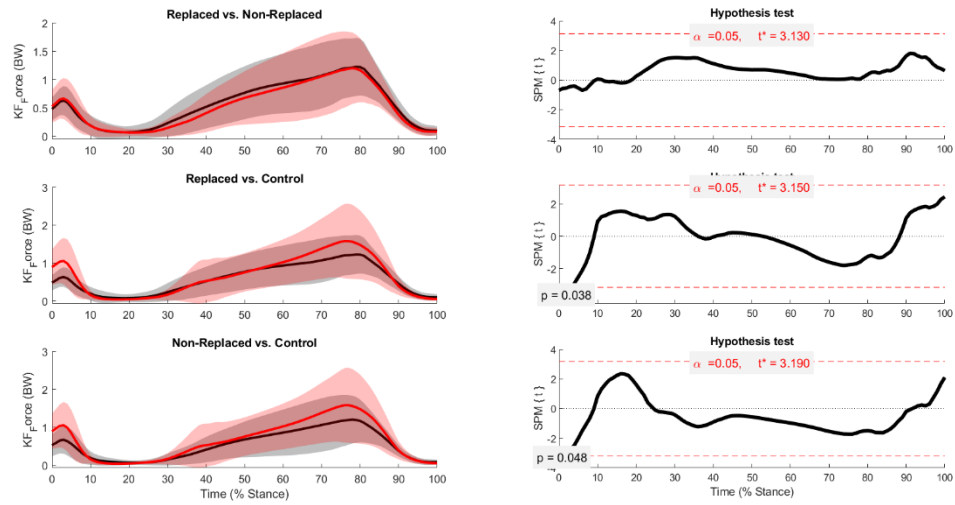 Replaced vs. Non-Replaced
KF_Force (BW)
2
1.5
1
0.5
0
0 10 20 30 40 50 60 70 80 90 100
Hypothesis test
α =0.05, t* = 3.130
SPM { t }
4
2
0
-2
-4
0 10 20 30 40 50 60 70 80 90 100
Replaced vs. Control
KF_Force (BW)
3
2
1
0
0 10 20 30 40 50 60 70 80 90 100
Hypothesis test
α =0.05, t* = 3.150
SPM { t }
2
0
-2
p = 0.038
0 10 20 30 40 50 60 70 80 90 100
Non-Replaced vs. Control
KF_Force (BW)
3
2
1
0
0 10 20 30 40 50 60 70 80 90 100
Time (% Stance)
Hypothesis test
α =0.05, t* = 3.190
SPM { t }
4
2
0
-2
-4
p = 0.048
0 10 20 30 40 50 60 70 80 90 100
Time (% Stance)